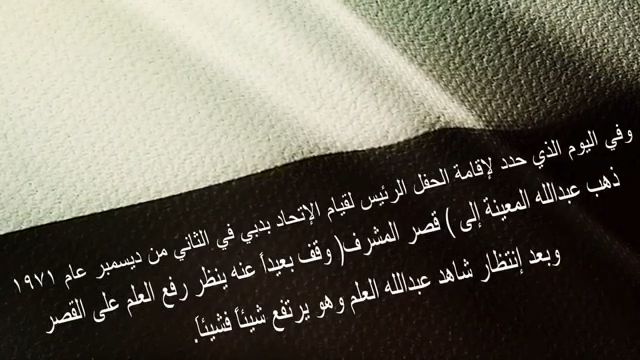 وفي اليوم الذي حدد لإقامة الحفل الرئيس لقيام الإتحاد بدبي في الثاني من ديسمبر عام ١٩٧١
ذهب عبدالله المعينة إلى ) قصر المشرف( وقف بعيداً عنه ينظر رفع العلم على القصر
وبعد إنتظار شاهد عبدالله العلم وهو يرتفع شيئاً فشيئاً.